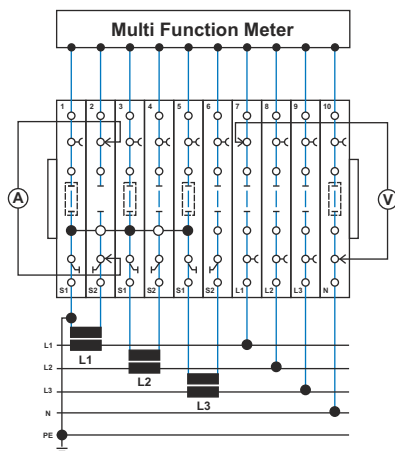 Multi Function Meter
1 2 3 4 5 6 7 8 9 10
A V
S1 S2 S1 S2 S1 S2 L1 L2 L3 N
L1
L1
L2
L2
L3
L3
N
PE